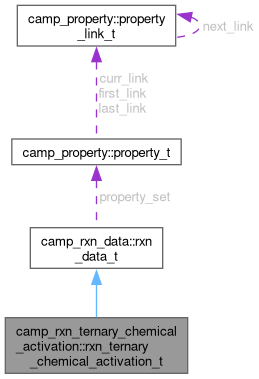 camp_property::property
_link_t
next_link
curr_link
first_link
last_link
camp_property::property_t
property_set
camp_rxn_data::rxn
_data_t
camp_rxn_ternary_chemical
_activation::rxn_ternary
_chemical_activation_t